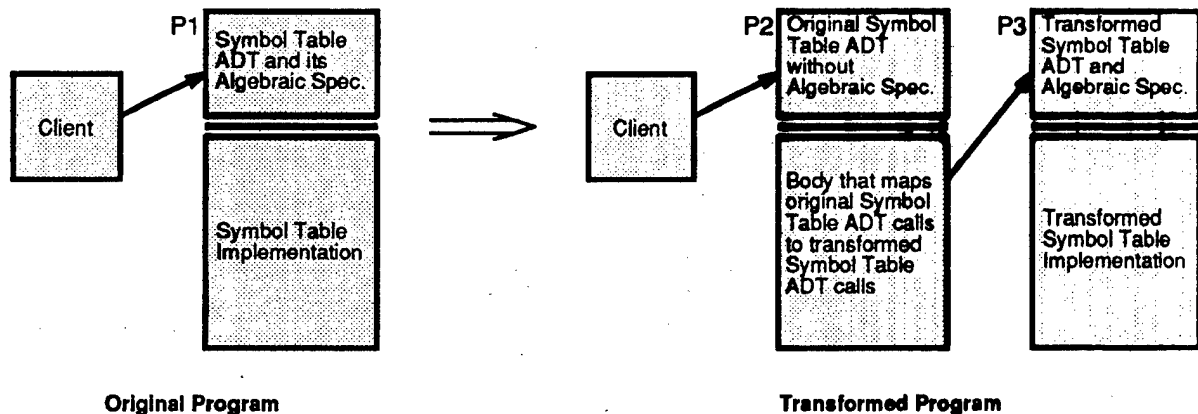 P1
Symbol Table
ADT and its
Algebraic Spec.
Client
Symbol Table
Implementation
Original Program
P2
Original Symbol
Table ADT
without
Algebraic Spec.
P3
Transformed
Symbol Table
ADT and
Algebraic Spec.
Client
Body that maps
original Symbol
Table ADT calls
to transformed
Symbol Table
ADT calls
Transformed
Symbol Table
Implementation
Transformed Program